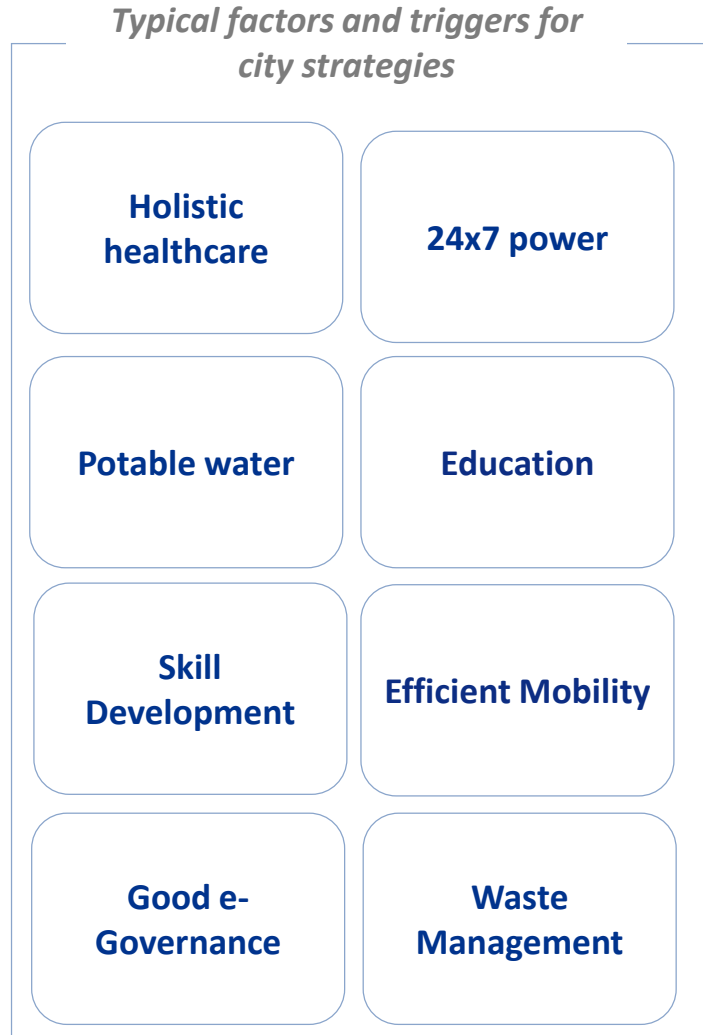 Typical factors and triggers for
city strategies
Holistic
healthcare
24x7 power
Potable water
Education
Skill
Development
Efficient Mobility
Good e-
Governance
Waste
Management